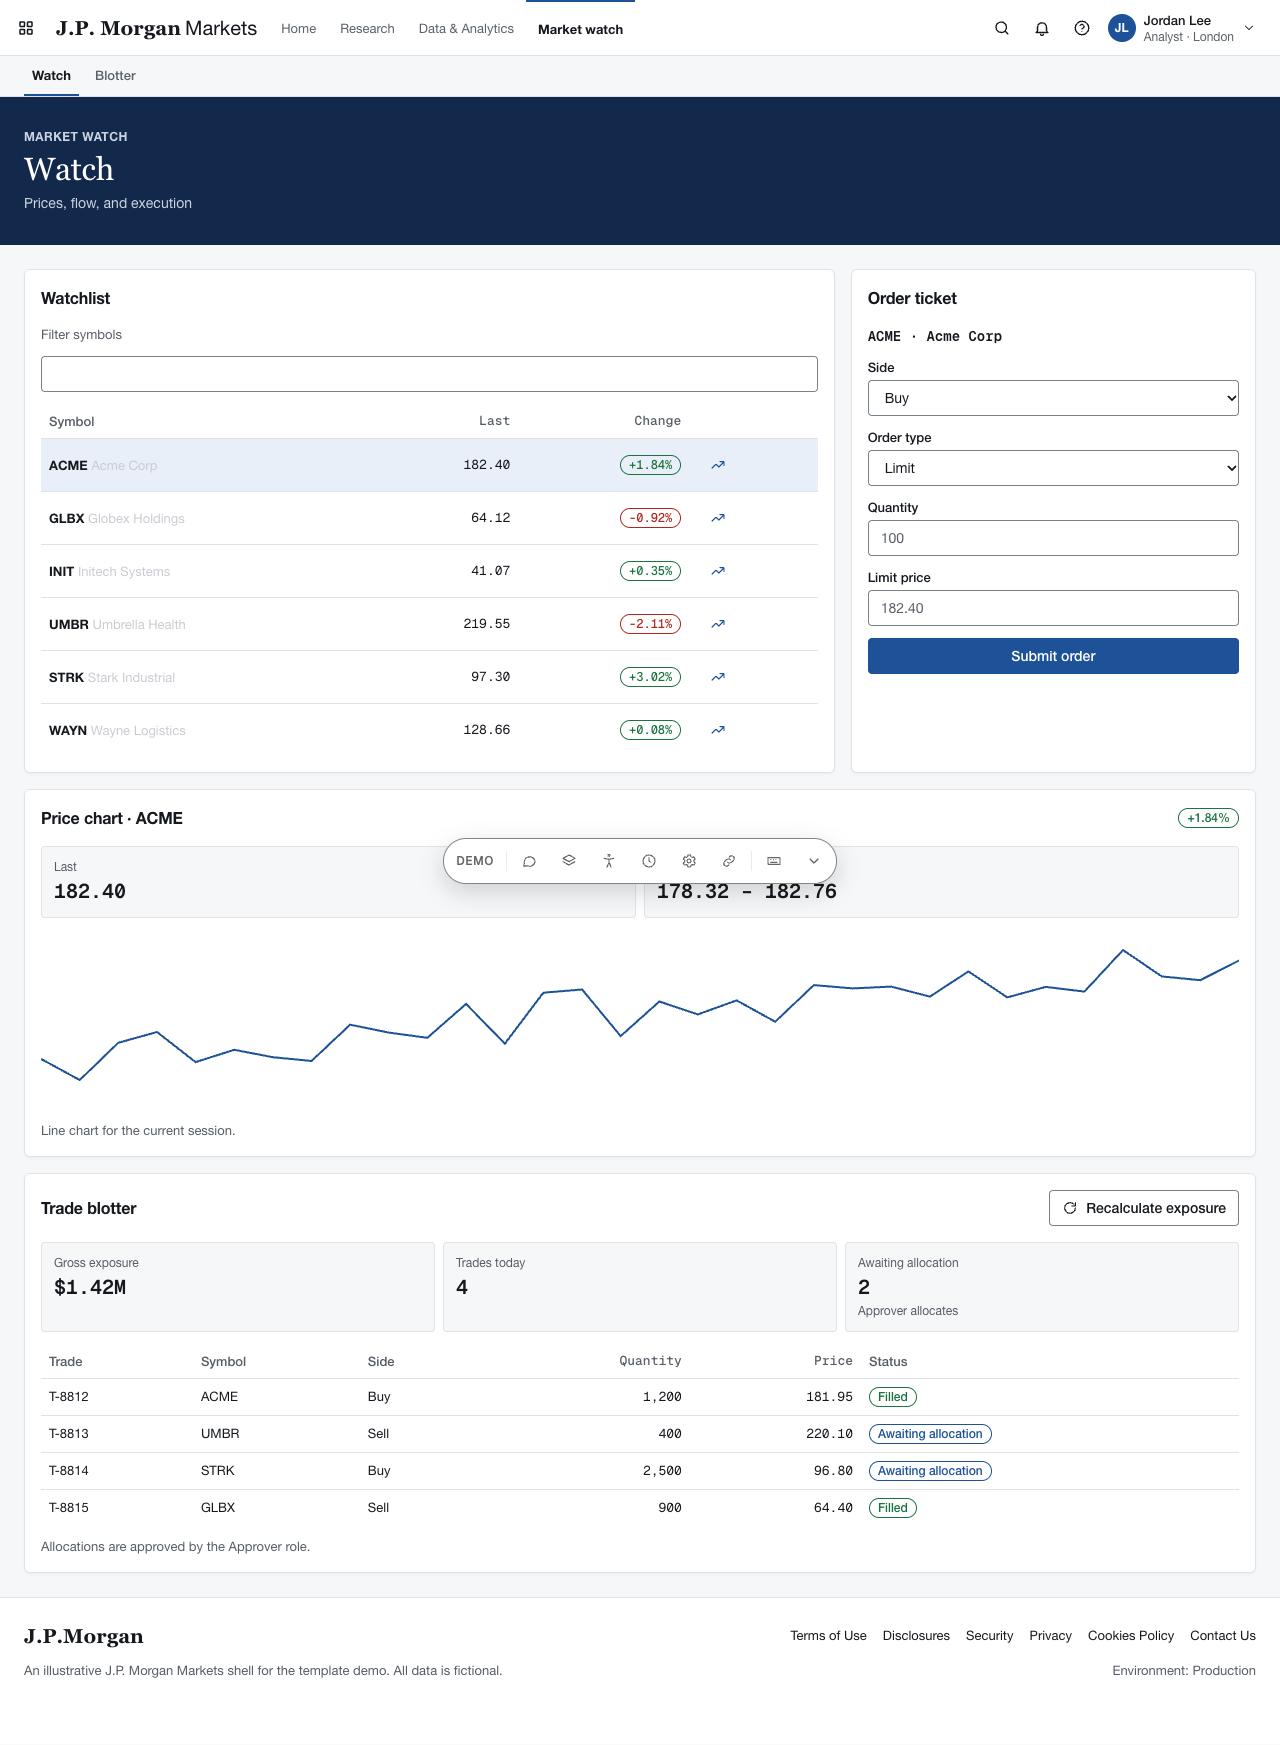 J.P. Morgan Markets
Home
Research
Data & Analytics
Market watch
JL
Jordan Lee
Analyst · London
Watch
Blotter
MARKET WATCH
Watch
Prices, flow, and execution
Watchlist
Filter symbols
Symbol Last Change
ACME Acme Corp 182.40 +1.84%
GLBX Globex Holdings 64.12 -0.92%
INIT Initech Systems 41.07 +0.35%
UMBR Umbrella Health 219.55 -2.11%
STRK Stark Industrial 97.30 +3.02%
WAYN Wayne Logistics 128.66 +0.08%
Order ticket
ACME · Acme Corp
Side
Buy
Order type
Limit
Quantity
100
Limit price
182.40
Submit order
Price chart · ACME
+1.84%
Last
182.40
DEMO
178.32 – 182.76
Line chart for the current session.
Trade blotter
Recalculate exposure
Gross exposure
$1.42M
Trades today
4
Awaiting allocation
2
Approver allocates
Trade Symbol Side Quantity Price Status
T-8812 ACME Buy 1,200 181.95 Filled
T-8813 UMBR Sell 400 220.10 Awaiting allocation
T-8814 STRK Buy 2,500 96.80 Awaiting allocation
T-8815 GLBX Sell 900 64.40 Filled
Allocations are approved by the Approver role.
J.P.Morgan
Terms of Use Disclosures Security Privacy Cookies Policy Contact Us
An illustrative J.P. Morgan Markets shell for the template demo. All data is fictional.
Environment: Production